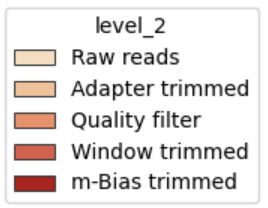 level_2
Raw reads
Adapter trimmed
Quality filter
Window trimmed
m-Bias trimmed